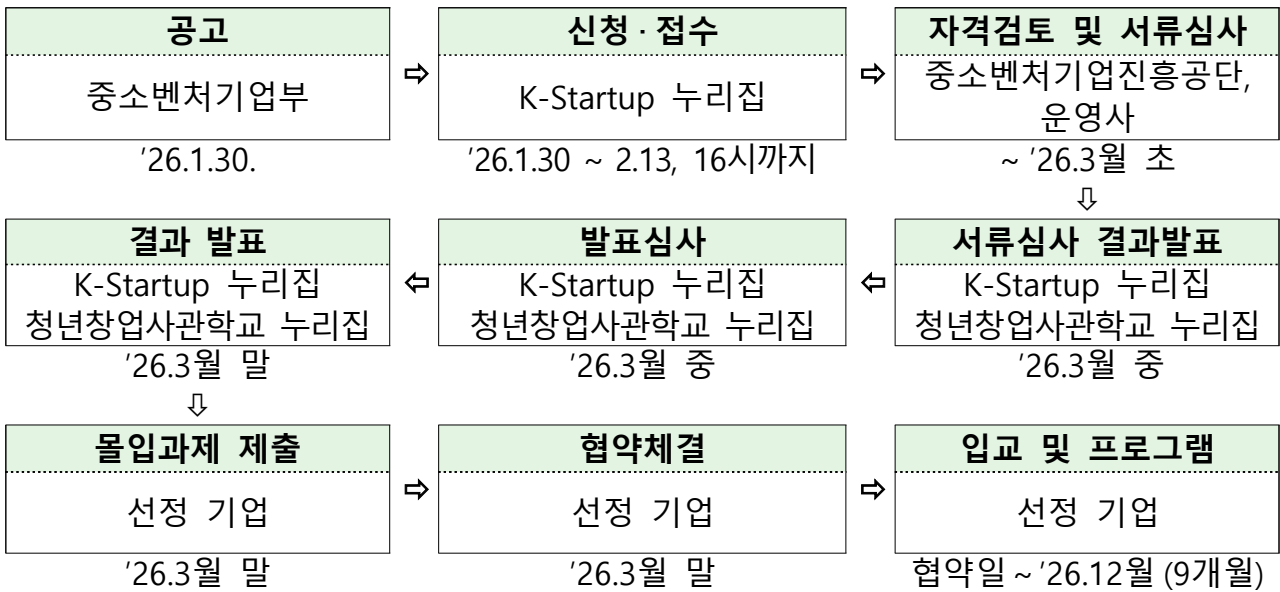 공고
중소벤처기업부
'26.1.30.
⇨
신청·접수
K-Startup 누리집
'26.1.30 ~ 2.13, 16시까지
⇨
자격검토 및 서류심사
중소벤처기업진흥공단,
운영사
~ '26.3월 초
⇩
서류심사 결과발표
K-Startup 누리집
청년창업사관학교 누리집
'26.3월 중
⇦
발표심사
K-Startup 누리집
청년창업사관학교 누리집
'26.3월 중
⇦
결과 발표
K-Startup 누리집
청년창업사관학교 누리집
'26.3월 말
⇩
몰입과제 제출
선정 기업
'26.3월 말
⇨
협약체결
선정 기업
'26.3월 말
⇨
입교 및 프로그램
선정 기업
협약일 ~ '26.12월 (9개월)